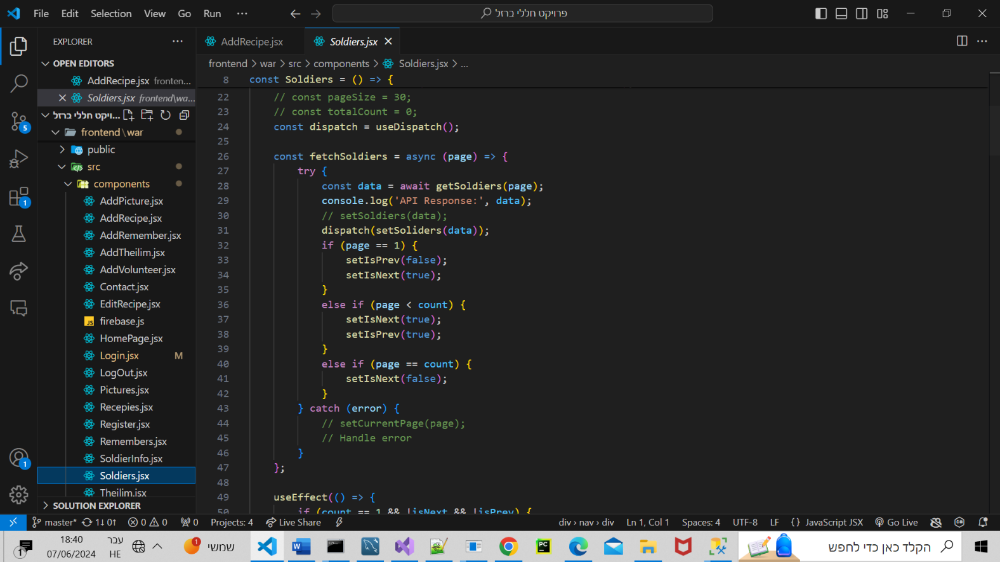 File Edit Selection View Go Run ···
פרויקט חללי ברזל
EXPLORER ···
AddRecipe.jsx
Soldiers.jsx
OPEN EDITORS
AddRecipe.jsx fronten...
Soldiers.jsx frontend\wa...
ויקט חללי ברזל...
frontend\war
public
src
components
AddPicture.jsx
AddRecipe.jsx
AddRemember.jsx
AddTheilim.jsx
AddVolunteer.jsx
Contact.jsx
EditRecipe.jsx
JS firebase.js
HomePage.jsx
Login.jsx M
LogOut.jsx
Pictures.jsx
Recepies.jsx
Register.jsx
Remembers.jsx
SoldierInfo.jsx
Soldiers.jsx
Theilim.jsx
SOLUTION EXPLORER
5
1
1
frontend > war > src > components > Soldiers.jsx > ...
8 const Soldiers = () => {
22 // const pageSize = 30;
23 // const totalCount = 0;
24 const dispatch = useDispatch();
25
26 const fetchSoldiers = async (page) => {
27 try {
28 const data = await getSoldiers(page);
29 console.log('API Response:', data);
30 // setSoldiers(data);
31 dispatch(setSoliders(data));
32 if (page == 1) {
33 setIsPrev(false);
34 setIsNext(true);
35 }
36 else if (page < count) {
37 setIsNext(true);
38 setIsPrev(true);
39 }
40 else if (page == count) {
41 setIsNext(false);
42 }
43 } catch (error) {
44 // setCurrentPage(page);
45 // Handle error
46 }
47 };
48
49 useEffect(() => {
50 if (count == 1 && !isNext && !isPrev) {
master* 1↓ 0↑ 0 0 0 Projects: 4 Live Share
div > nav > div Ln 1, Col 1 Spaces: 4 UTF-8 LF {} JavaScript JSX Go Live
1
18:40
07/06/2024
עבר
HE
1
שמשי
PC
הקלד כאן כדי לחפש